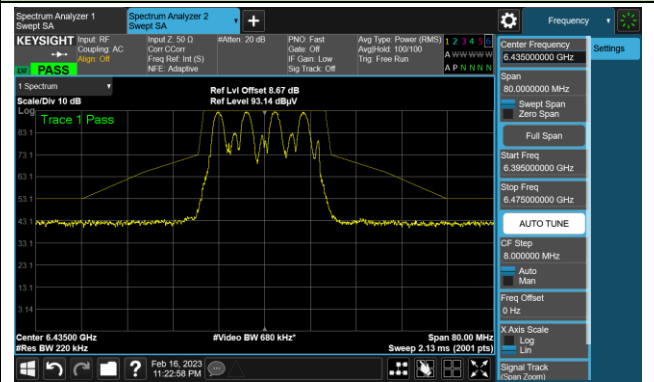 Spectrum Analyzer 1
Swept SA
Spectrum Analyzer 2
Swept SA
+
Frequency
KEYSIGHT
Input: RF
Coupling: AC
Align: Off
Input Z: 50 Ω
Corr CCorr
Freq Ref: Int (S)
NFE: Adaptive
#Atten: 20 dB
PNO: Fast
Gate: Off
IF Gain: Low
Sig Track: Off
Avg Type: Power (RMS)
Avg|Hold: 100/100
Trig: Free Run
1 2 3 4 5 6
A W W W W W
A P N N N N
PASS
1 Spectrum
Scale/Div 10 dB
Ref Lvl Offset 8.67 dB
Ref Level 93.14 dBµV
Log
Trace 1 Pass
83.1
73.1
63.1
53.1
43.1
33.1
23.1
13.1
3.14
Center 6.43500 GHz
#Res BW 220 kHz
#Video BW 680 kHz*
Span 80.00 MHz
Sweep 2.13 ms (2001 pts)
Center Frequency
6.435000000 GHz
Settings
Span
80.0000000 MHz
Swept Span
Zero Span
Full Span
Start Freq
6.395000000 GHz
Stop Freq
6.475000000 GHz
AUTO TUNE
CF Step
8.000000 MHz
Auto
Man
Freq Offset
0 Hz
X Axis Scale
Log
Lin
Signal Track
(Span Zoom)
?
Feb 16, 2023
11:22:58 PM